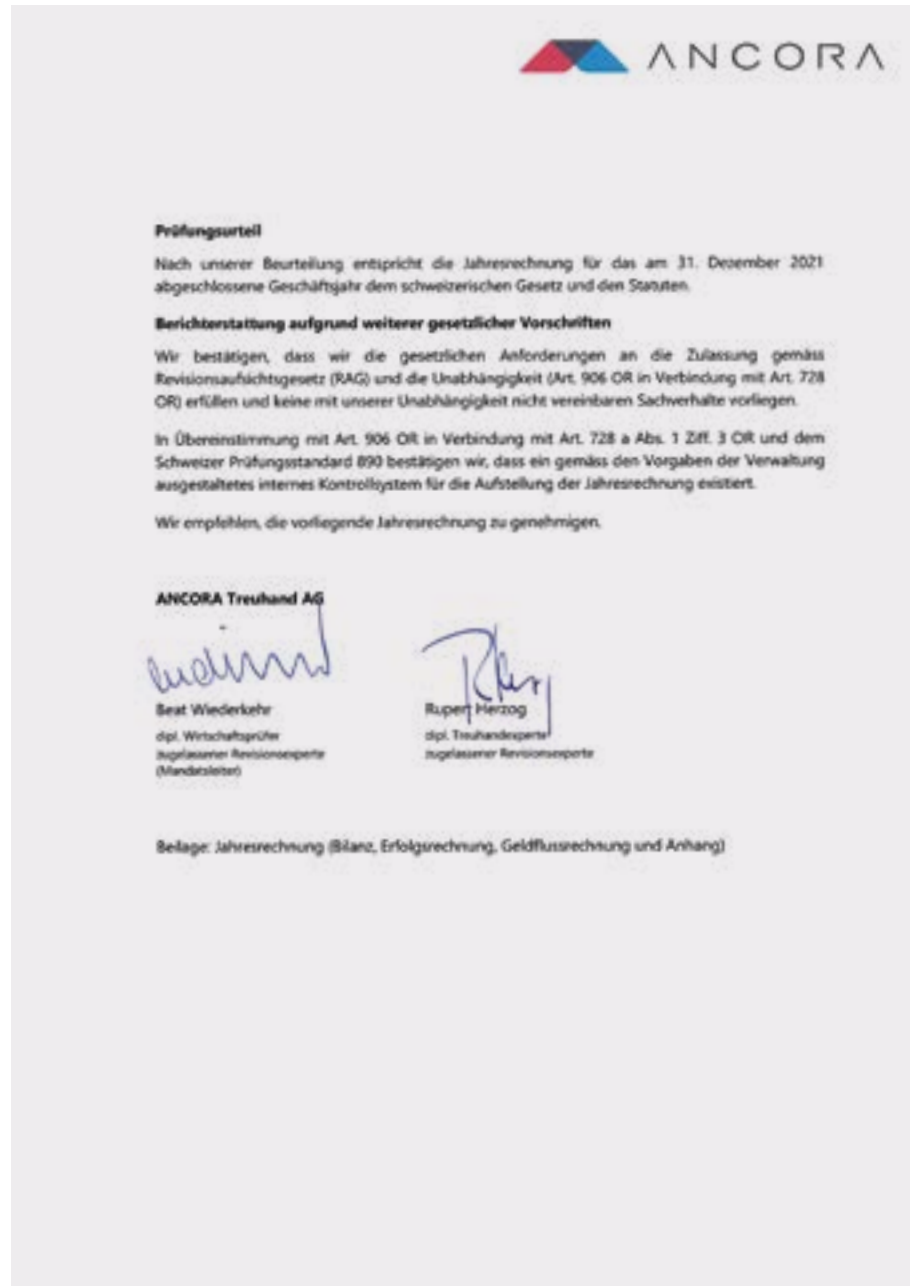 ANCORA
Prüfungsurteil
Nach unserer Beurteilung entspricht die Jahresrechnung für das am 31. Dezember 2021
abgeschlossene Geschäftsjahr dem schweizerischen Gesetz und den Statuten.
Berichterstattung aufgrund weiterer gesetzlicher Vorschriften
Wir bestätigen, dass wir die gesetzlichen Anforderungen an die Zulassung gemäss
Revisionsaufsichtsgesetz (RAG) und die Unabhängigkeit (Art. 906 OR in Verbindung mit Art. 728
OR) erfüllen und keine mit unserer Unabhängigkeit nicht vereinbaren Sachverhalte vorliegen.
In Übereinstimmung mit Art. 906 OR in Verbindung mit Art. 728 a Abs. 1 Ziff. 3 OR und dem
Schweizer Prüfungsstandard 890 bestätigen wir, dass ein gemäss den Vorgaben der Verwaltung
ausgestaltetes internes Kontrollsystem für die Aufstellung der Jahresrechnung existiert.
Wir empfehlen, die vorliegende Jahresrechnung zu genehmigen.
ANCORA Treuhand AG
Beat Wiederkehr Rupert Herzog
dipl. Wirtschaftsprüfer dipl. Treuhandexperte
zugelassener Revisionsexperte zugelassener Revisionsexperte
(Mandatsleiter)
Beilage: Jahresrechnung (Bilanz, Erfolgsrechnung, Geldflussrechnung und Anhang)